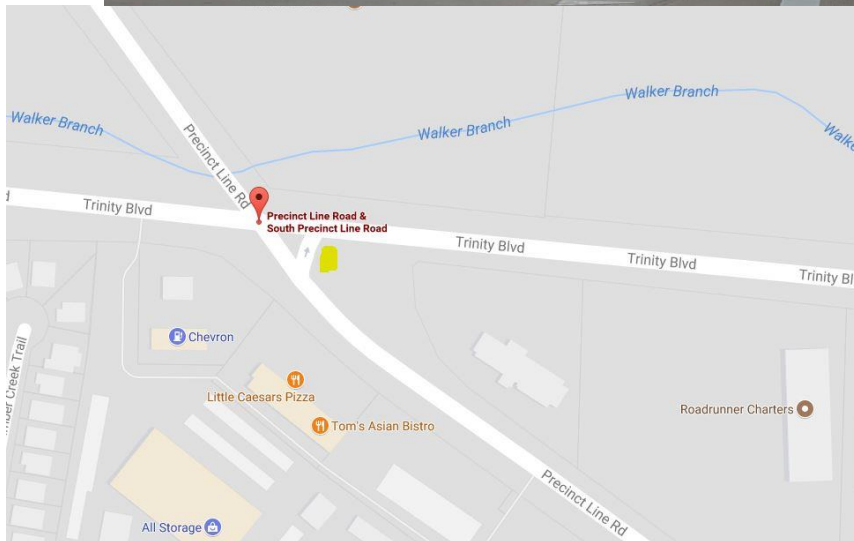 Walker Branch
Walker Branch
Walker Branch
Walke
Precinct Line Rd
d
Trinity Blvd
Precinct Line Road &
South Precinct Line Road
Trinity Blvd
Trinity Blvd
Trinity Bl
Chevron
Little Caesars Pizza
Tom's Asian Bistro
Roadrunner Charters
mber Creek Trail
All Storage
Precinct Line Rd